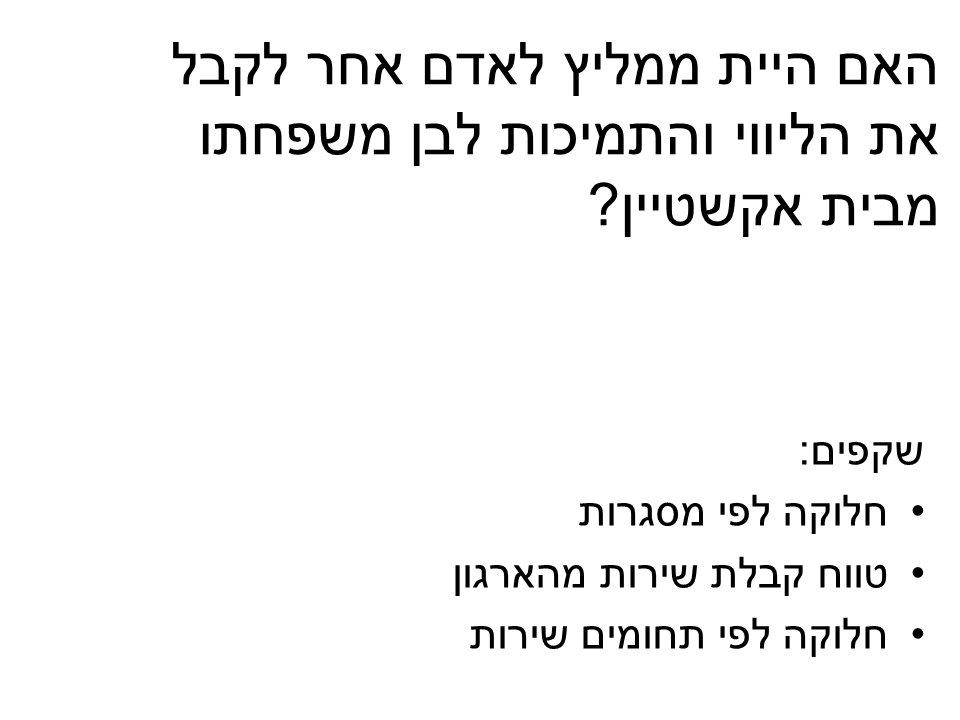 האם היית ממליץ לאדם אחר לקבל
את הליווי והתמיכות לבן משפחתו
מבית אקשטיין?
שקפים:
• חלוקה לפי מסגרות
• טווח קבלת שירות מהארגון
• חלוקה לפי תחומים שירות